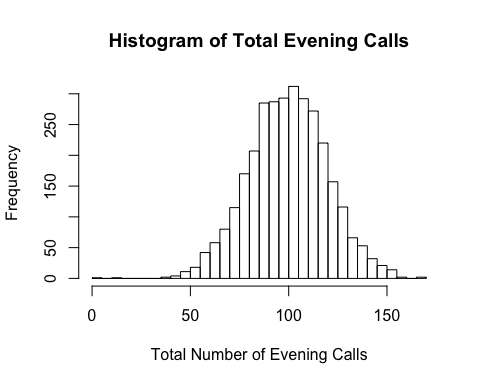 Histogram of Total Evening Calls
Frequency
250
150
50
0
0 50 100 150
Total Number of Evening Calls